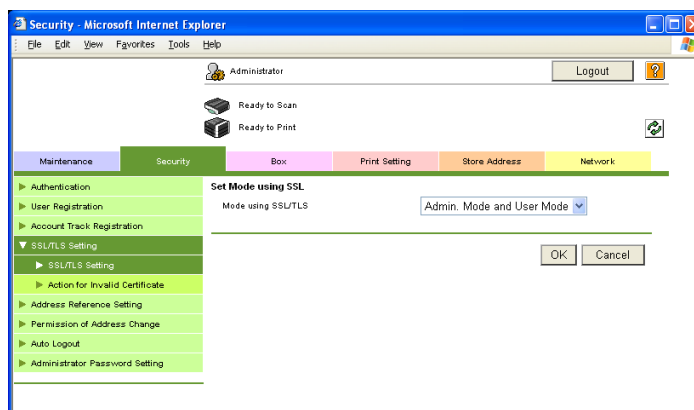 Security - Microsoft Internet Explorer
File Edit View Favorites Tools Help
Administrator
Logout
?
Ready to Scan
Ready to Print
Maintenance Security Box Print Setting Store Address Network
Authentication
User Registration
Account Track Registration
SSL/TLS Setting
SSL/TLS Setting
Action for Invalid Certificate
Address Reference Setting
Permission of Address Change
Auto Logout
Administrator Password Setting
Set Mode using SSL
Mode using SSL/TLS Admin. Mode and User Mode
OK Cancel